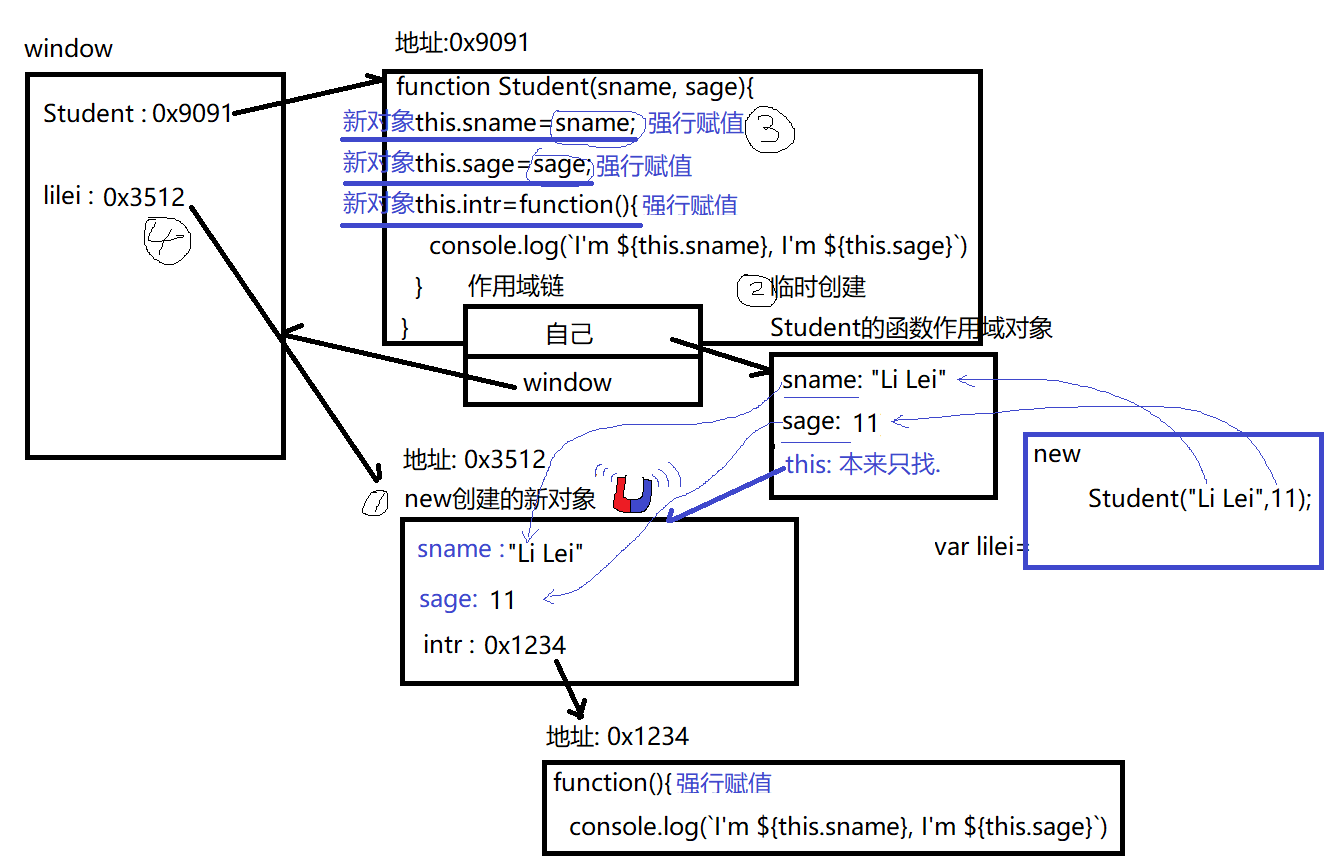 window
Student : 0x9091
lilei : 0x3512
4
地址:0x9091
function Student(sname, sage){
新对象this.sname=sname; 强行赋值 3
新对象this.sage=sage; 强行赋值
新对象this.intr=function(){ 强行赋值
console.log(`I'm ${this.sname}, I'm ${this.sage}`)
}
}
作用域链
自己
window
2 临时创建
Student的函数作用域对象
sname: "Li Lei"
sage: 11
this: 本来只找.
new
Student("Li Lei",11);
var lilei=
地址: 0x3512
1 new创建的新对象
sname :"Li Lei"
sage: 11
intr : 0x1234
地址: 0x1234
function(){ 强行赋值
console.log(`I'm ${this.sname}, I'm ${this.sage}`)